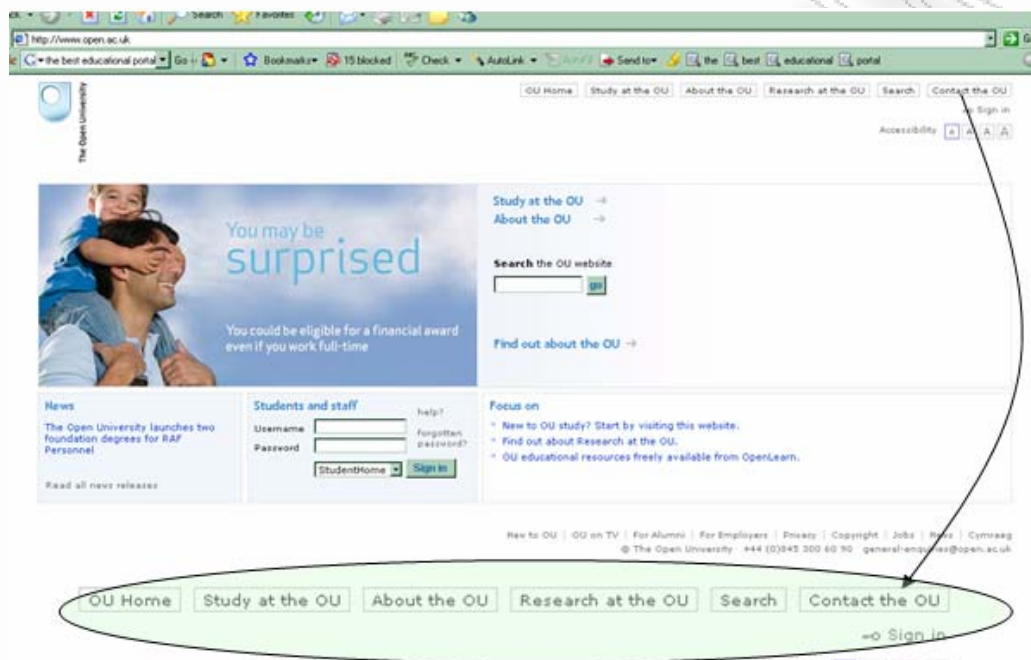 Search Favorites
http://www.open.ac.uk
the best educational portal Go Bookmarks 15 blocked Check AutoLink Send to the best educational portal
The Open University
OU Home Study at the OU About the OU Research at the OU Search Contact the OU
Sign in
Accessibility A A A A
You may be
surprised
You could be eligible for a financial award
even if you work full-time
Study at the OU
About the OU
Search the OU website
go
Find out about the OU
News
The Open University launches two
foundation degrees for RAF
Personnel
Read all news releases
Students and staff
help?
Username
forgotten
password?
Password
StudentHome Sign in
Focus on
New to OU study? Start by visiting this website.
Find out about Research at the OU.
OU educational resources freely available from OpenLearn.
New to OU | OU on TV | For Alumni | For Employers | Privacy | Copyright | Jobs | News | Cymraeg
© The Open University +44 (0)845 300 60 90 general-enquiries@open.ac.uk
OU Home Study at the OU About the OU Research at the OU Search Contact the OU
Sign in